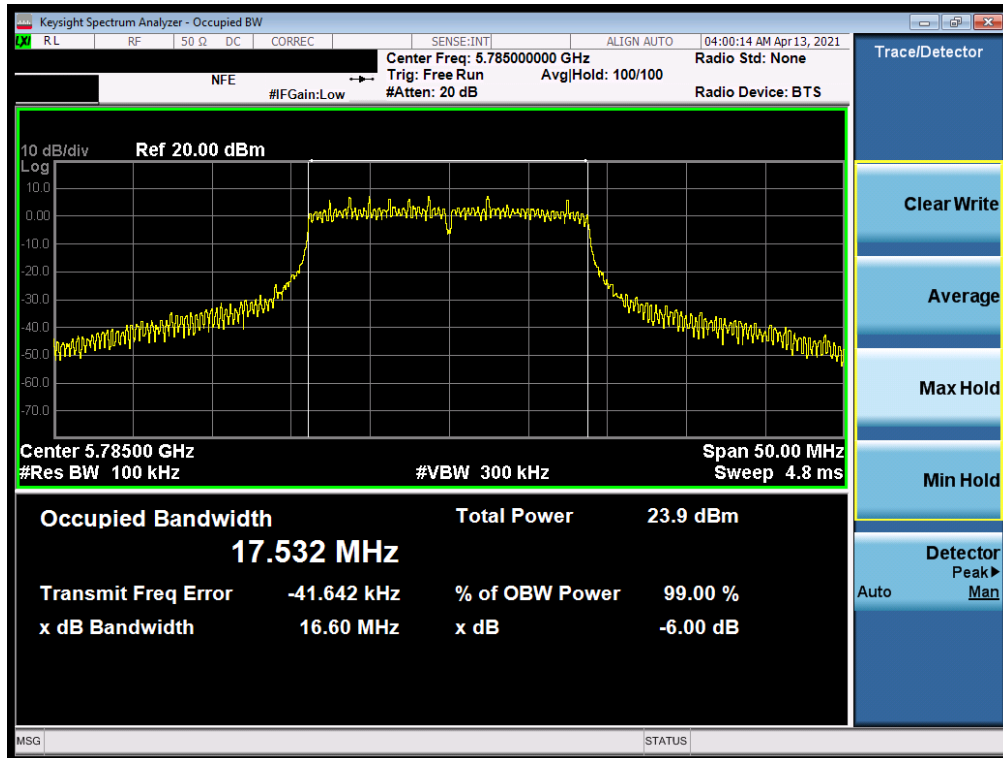 Keysight Spectrum Analyzer - Occupied BW
LXI RL RF 50 Ω DC CORREC SENSE:INT ALIGN AUTO 04:00:14 AM Apr 13, 2021
Center Freq: 5.785000000 GHz Radio Std: None
NFE Trig: Free Run Avg|Hold: 100/100
#IFGain:Low #Atten: 20 dB Radio Device: BTS
Trace/Detector
10 dB/div Ref 20.00 dBm
Log
10.0
0.00
-10.0
-20.0
-30.0
-40.0
-50.0
-60.0
-70.0
Center 5.78500 GHz Span 50.00 MHz
#Res BW 100 kHz #VBW 300 kHz Sweep 4.8 ms
Occupied Bandwidth Total Power 23.9 dBm
17.532 MHz
Transmit Freq Error -41.642 kHz % of OBW Power 99.00 %
x dB Bandwidth 16.60 MHz x dB -6.00 dB
Clear Write
Average
Max Hold
Min Hold
Detector
Peak▶
Auto Man
MSG STATUS